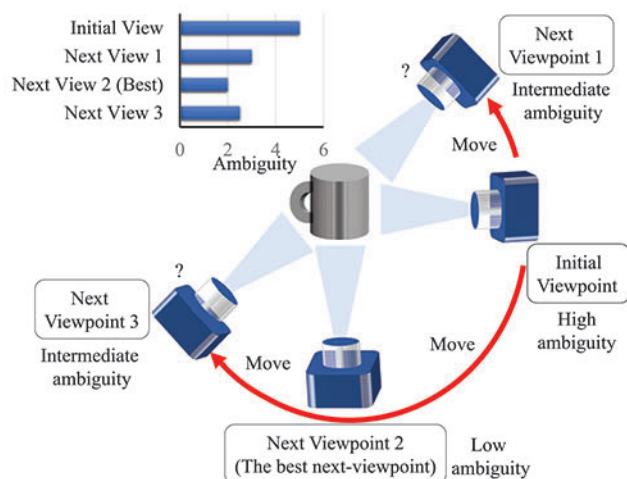 Initial View
Next View 1
Next View 2 (Best)
Next View 3
0 2 4 6
Ambiguity
?
Next
Viewpoint 1
Intermediate
ambiguity
Move
Initial
Viewpoint
High
ambiguity
?
Next
Viewpoint 3
Intermediate
ambiguity
Move
Move
Next Viewpoint 2
(The best next-viewpoint)
Low
ambiguity